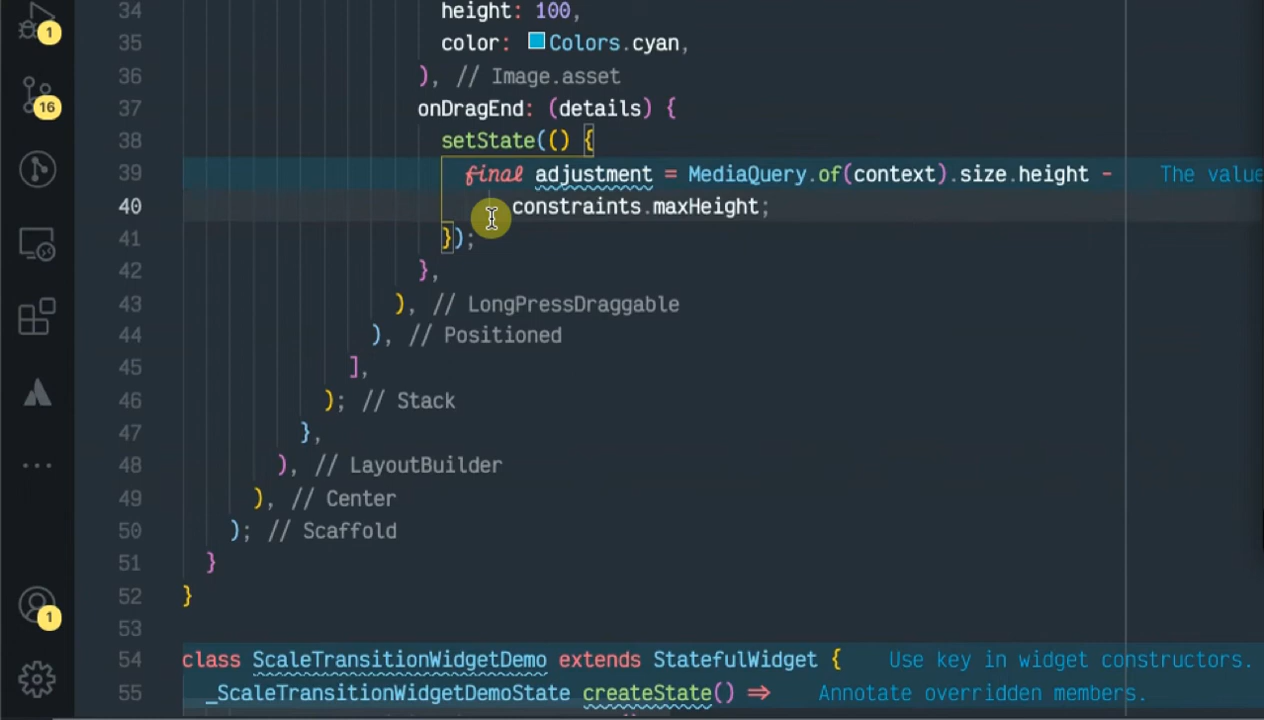 34 height: 100,
1
35 color: Colors.cyan,
36 ), // Image.asset
16
37 onDragEnd: (details) {
38 setState(() {
39 final adjustment = MediaQuery.of(context).size.height - The value
40 constraints.maxHeight;
41 });
42 },
43 ), // LongPressDraggable
44 ), // Positioned
45 ],
46 ); // Stack
47 },
48 ), // LayoutBuilder
49 ), // Center
50 ); // Scaffold
51 }
52 }
1
53
54 class ScaleTransitionWidgetDemo extends StatefulWidget { Use key in widget constructors.
55 _ScaleTransitionWidgetDemoState createState() => Annotate overridden members.